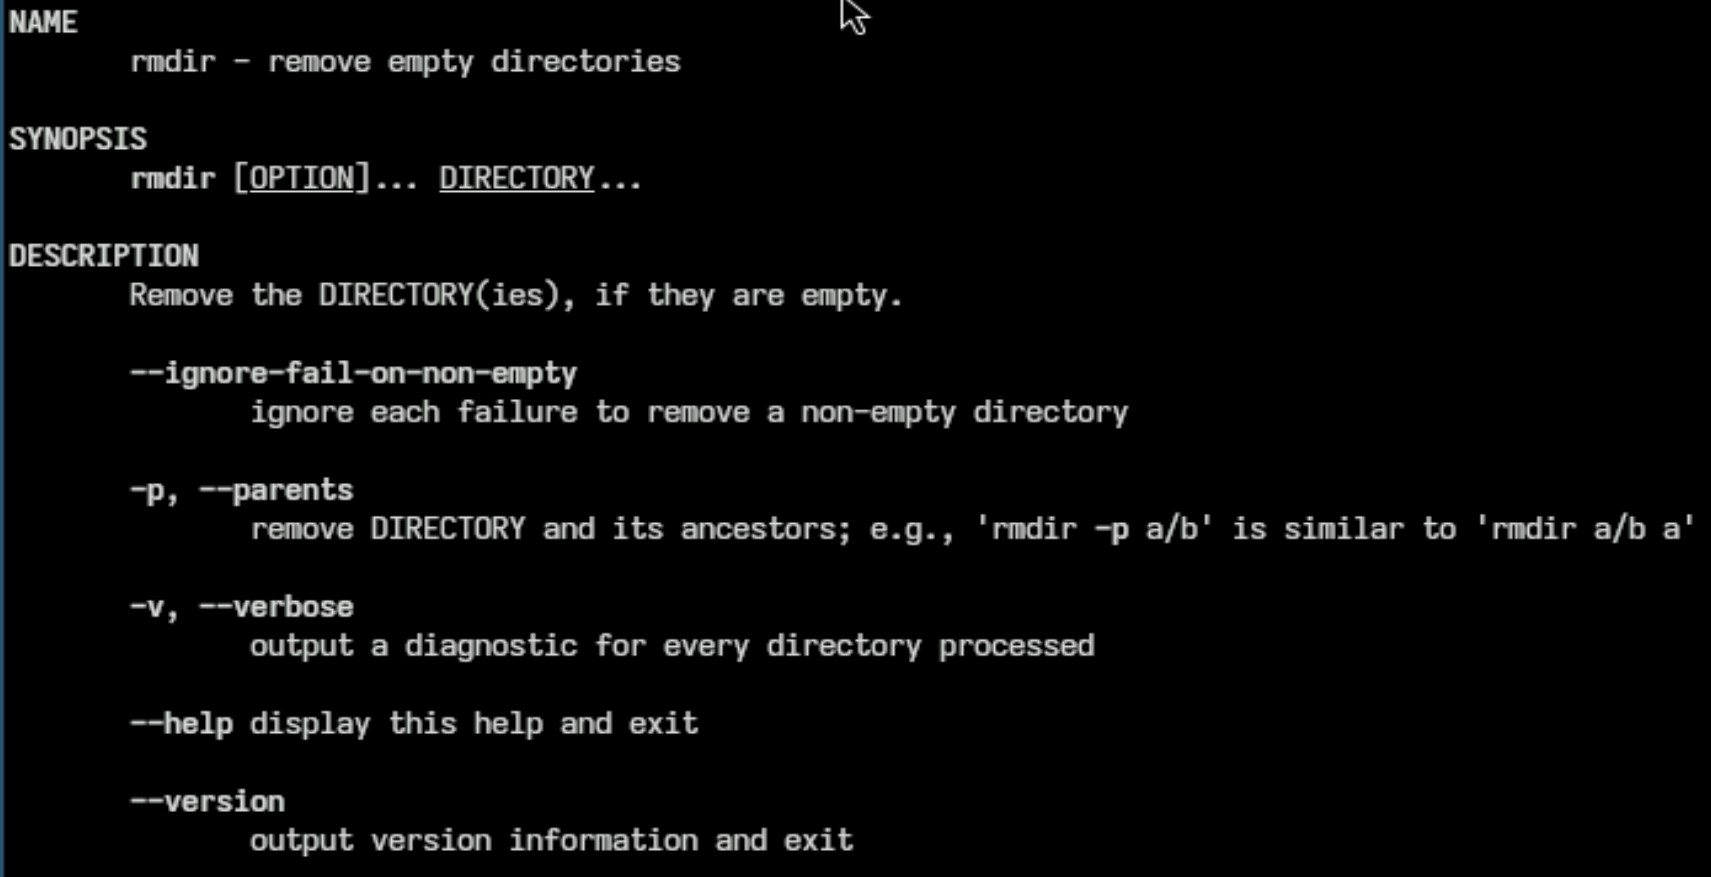 NAME
rmdir - remove empty directories
SYNOPSIS
rmdir [OPTION]... DIRECTORY...
DESCRIPTION
Remove the DIRECTORY(ies), if they are empty.
--ignore-fail-on-non-empty
ignore each failure to remove a non-empty directory
-p, --parents
remove DIRECTORY and its ancestors; e.g., 'rmdir -p a/b' is similar to 'rmdir a/b a'
-v, --verbose
output a diagnostic for every directory processed
--help display this help and exit
--version
output version information and exit